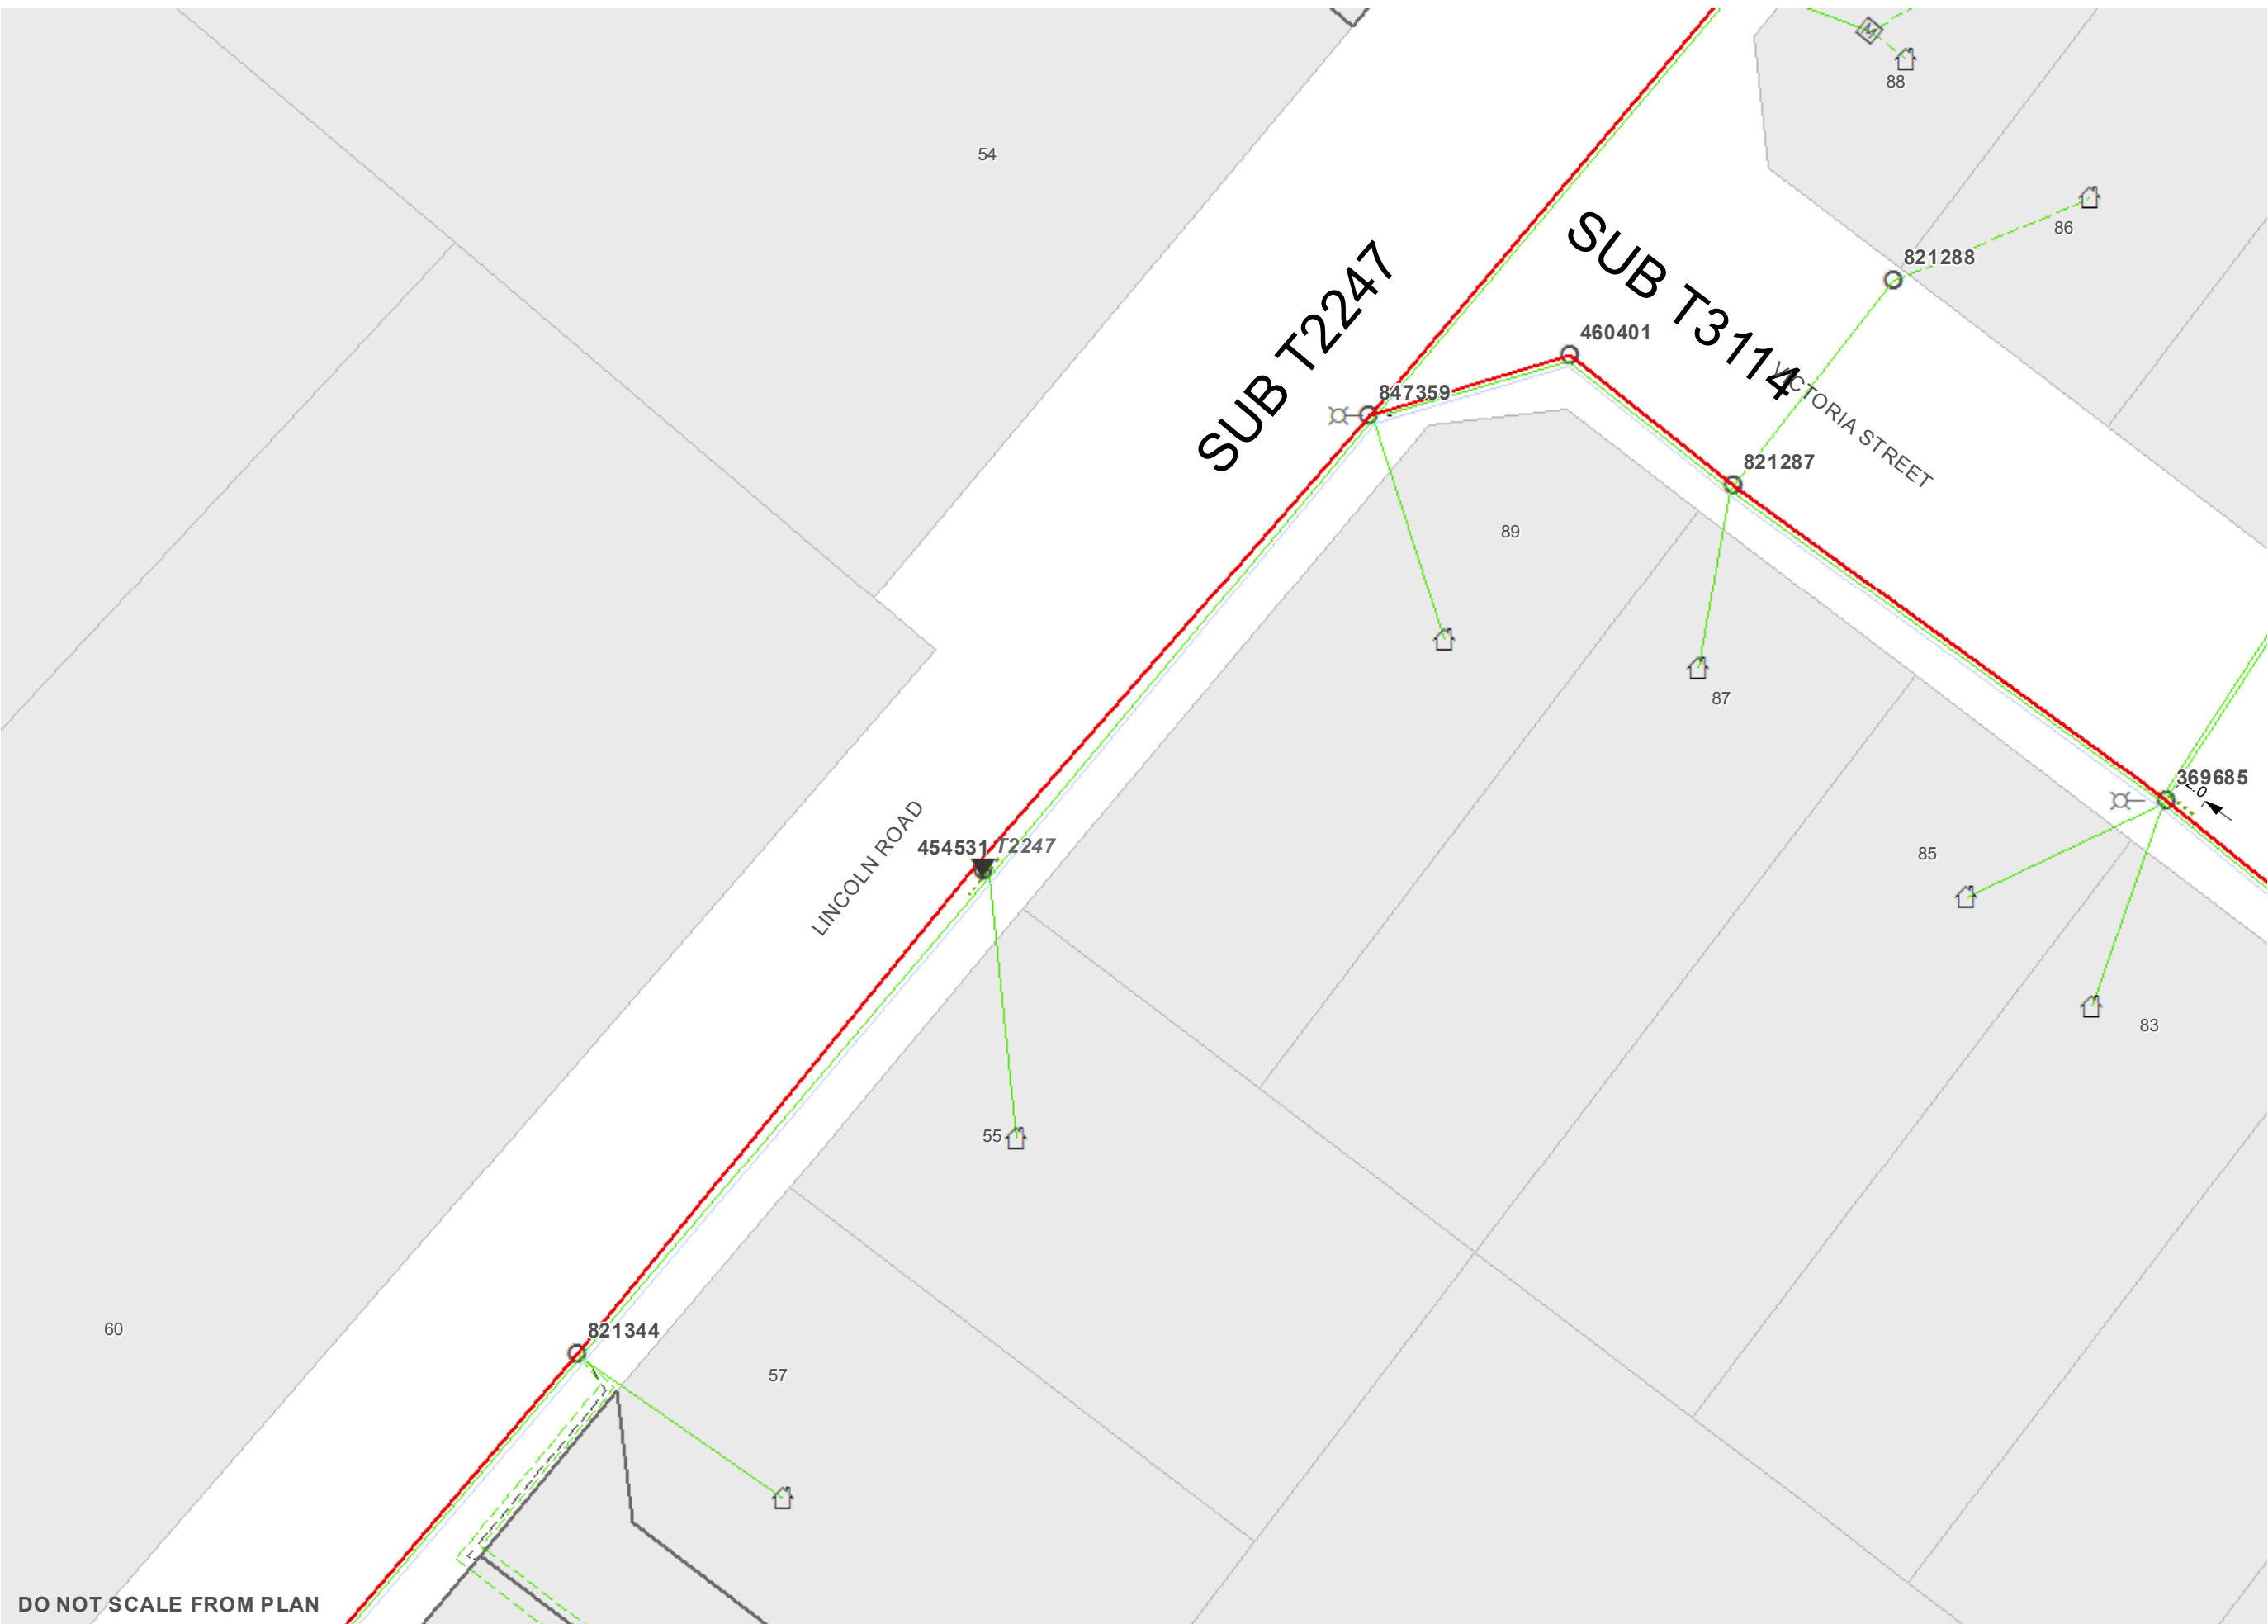 M
88
54
86
821288
SUB T2247
SUB T3114
460401
VICTORIA STREET
847359
821287
89
87
369685
85
LINCOLN ROAD
454531
T2247
83
55
60
821344
57
DO NOT SCALE FROM PLAN